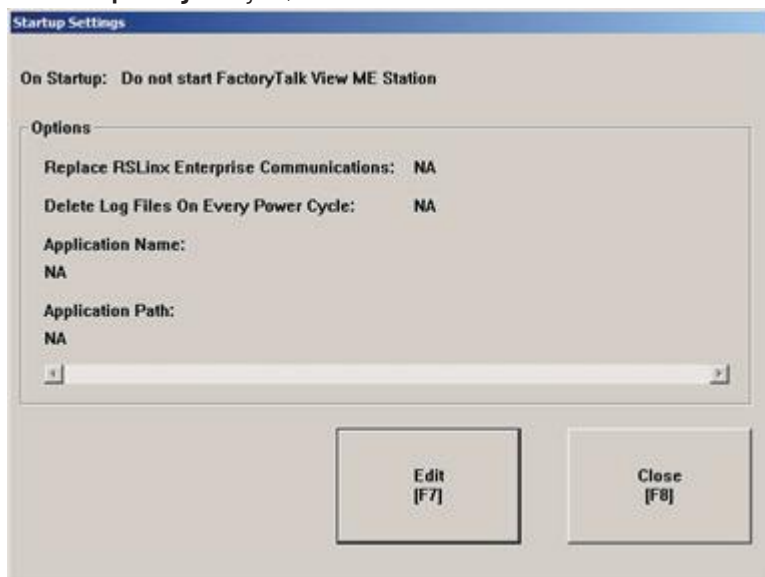 Startup Settings
On Startup: Do not start FactoryTalk View ME Station
Options
Replace RSLinx Enterprise Communications: NA
Delete Log Files On Every Power Cycle: NA
Application Name:
NA
Application Path:
NA
Edit
[F7]
Close
[F8]